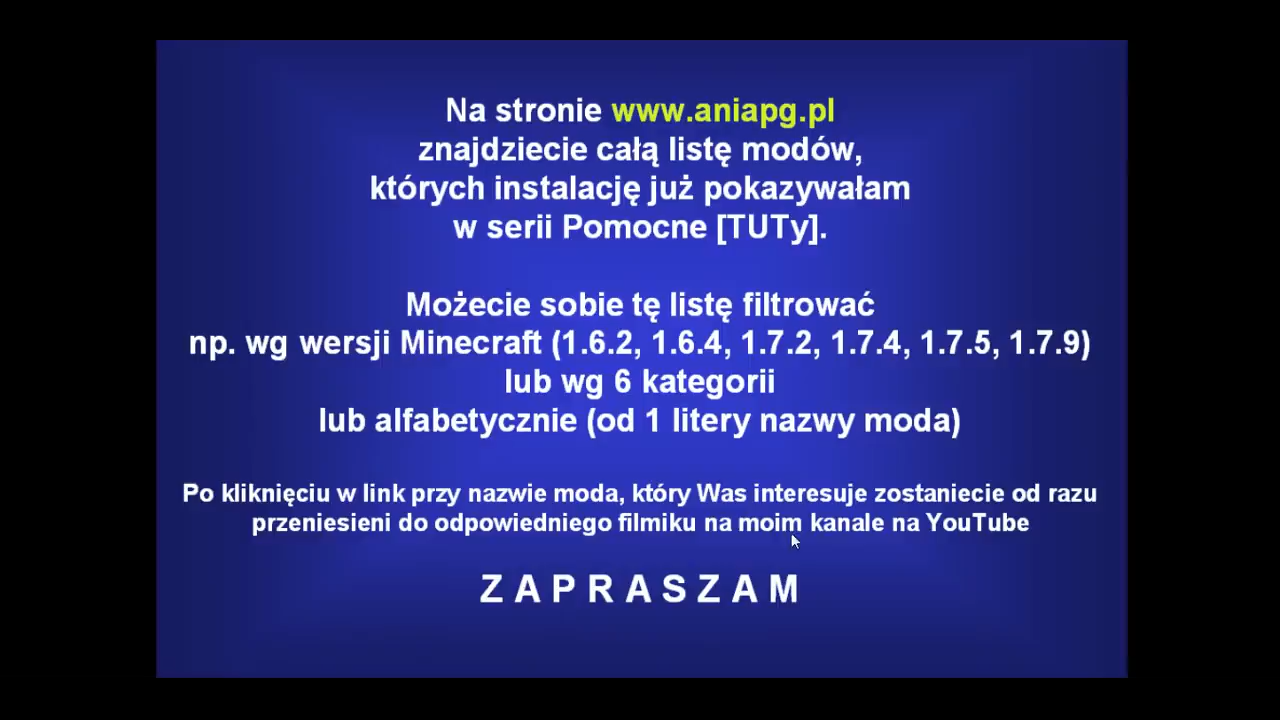 Na stronie www.aniapg.pl
znajdziecie całą listę modów,
których instalację już pokazywałam
w serii Pomocne [TUTy].
Możecie sobie tę listę filtrować
np. wg wersji Minecraft (1.6.2, 1.6.4, 1.7.2, 1.7.4, 1.7.5, 1.7.9)
lub wg 6 kategorii
lub alfabetycznie (od 1 litery nazwy moda)
Po kliknięciu w link przy nazwie moda, który Was interesuje zostaniecie od razu
przeniesieni do odpowiedniego filmiku na moim kanale na YouTube
Z A P R A S Z A M